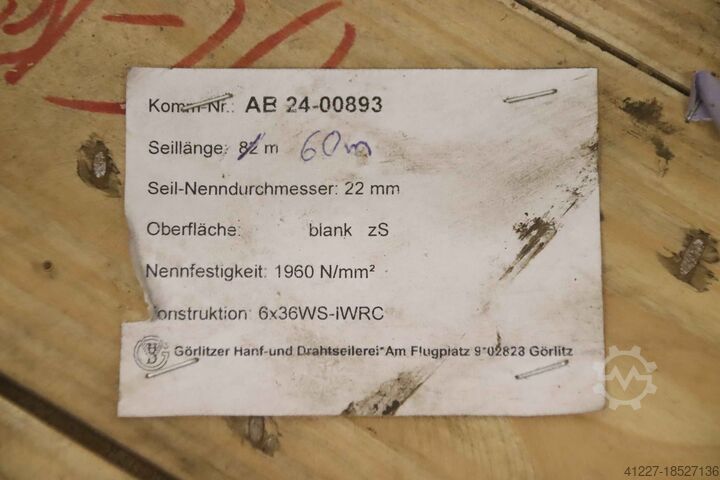 Komm-Nr.: AB 24-00893
Seillänge: 82 m 60m
Seil-Nenndurchmesser: 22 mm
Oberfläche: blank zS
Nennfestigkeit: 1960 N/mm²
onstruktion: 6x36WS-iWRC
Görlitzer Hanf-und Drahtseilerei*Am Flugplatz 9*02823 Görlitz
41227-18527136